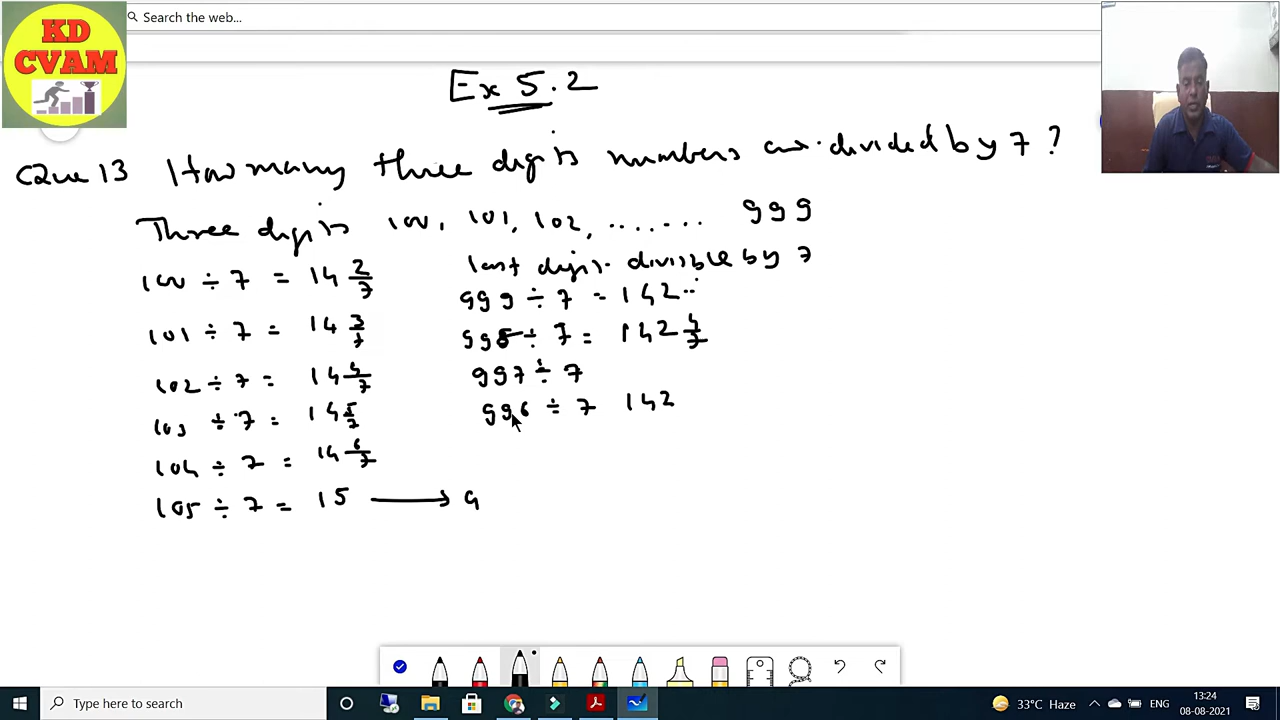 Search the web...
KD
CVAM
Ex 5.2
Que 13 How many three digits numbers are divided by 7 ?
Three digits 100, 101, 102, ....... 999
last digits divisible by 7
100 ÷ 7 = 14 2/7
999 ÷ 7 = 142..
101 ÷ 7 = 14 3/7
998 ÷ 7 = 142 4/7
102 ÷ 7 = 14 4/7
997 ÷ 7
103 ÷ 7 = 14 5/7
996 ÷ 7 142
104 ÷ 7 = 14 6/7
105 ÷ 7 = 15 → a
Type here to search
33°C Haze
ENG
13:24
08-08-2021